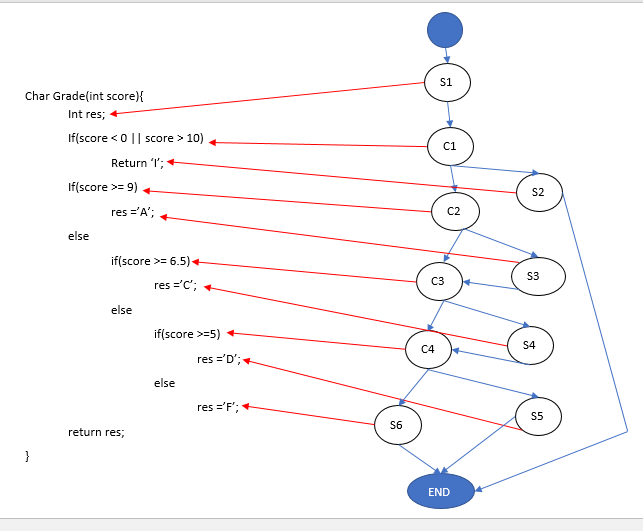 Char Grade(int score){
Int res;
If(score < 0 || score > 10)
Return ‘I’;
If(score >= 9)
res =’A’;
else
if(score >= 6.5)
res =’C’;
else
if(score >=5)
res =’D’;
else
res =’F’;
return res;
}
S1
C1
S2
C2
S3
C3
S4
C4
S5
S6
END